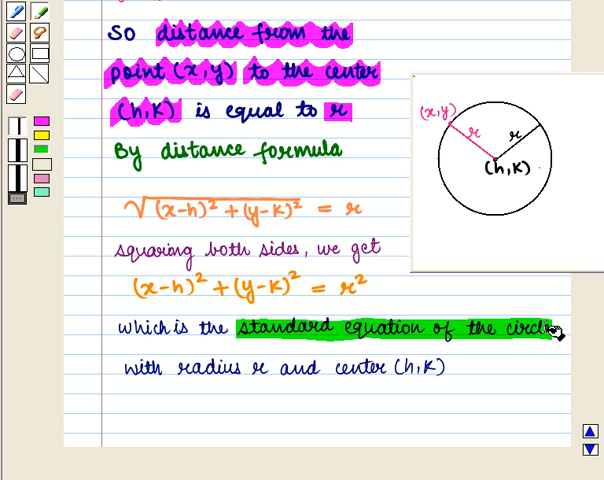 So distance from the
point (x,y) to the center
(h,k) is equal to r
By distance formula
√(x-h)² + (y-k)² = r
squaring both sides, we get
(x-h)² + (y-k)² = r²
which is the standard equation of the circle
with radius r and center (h,k)
(x,y)
r
r
(h,k)